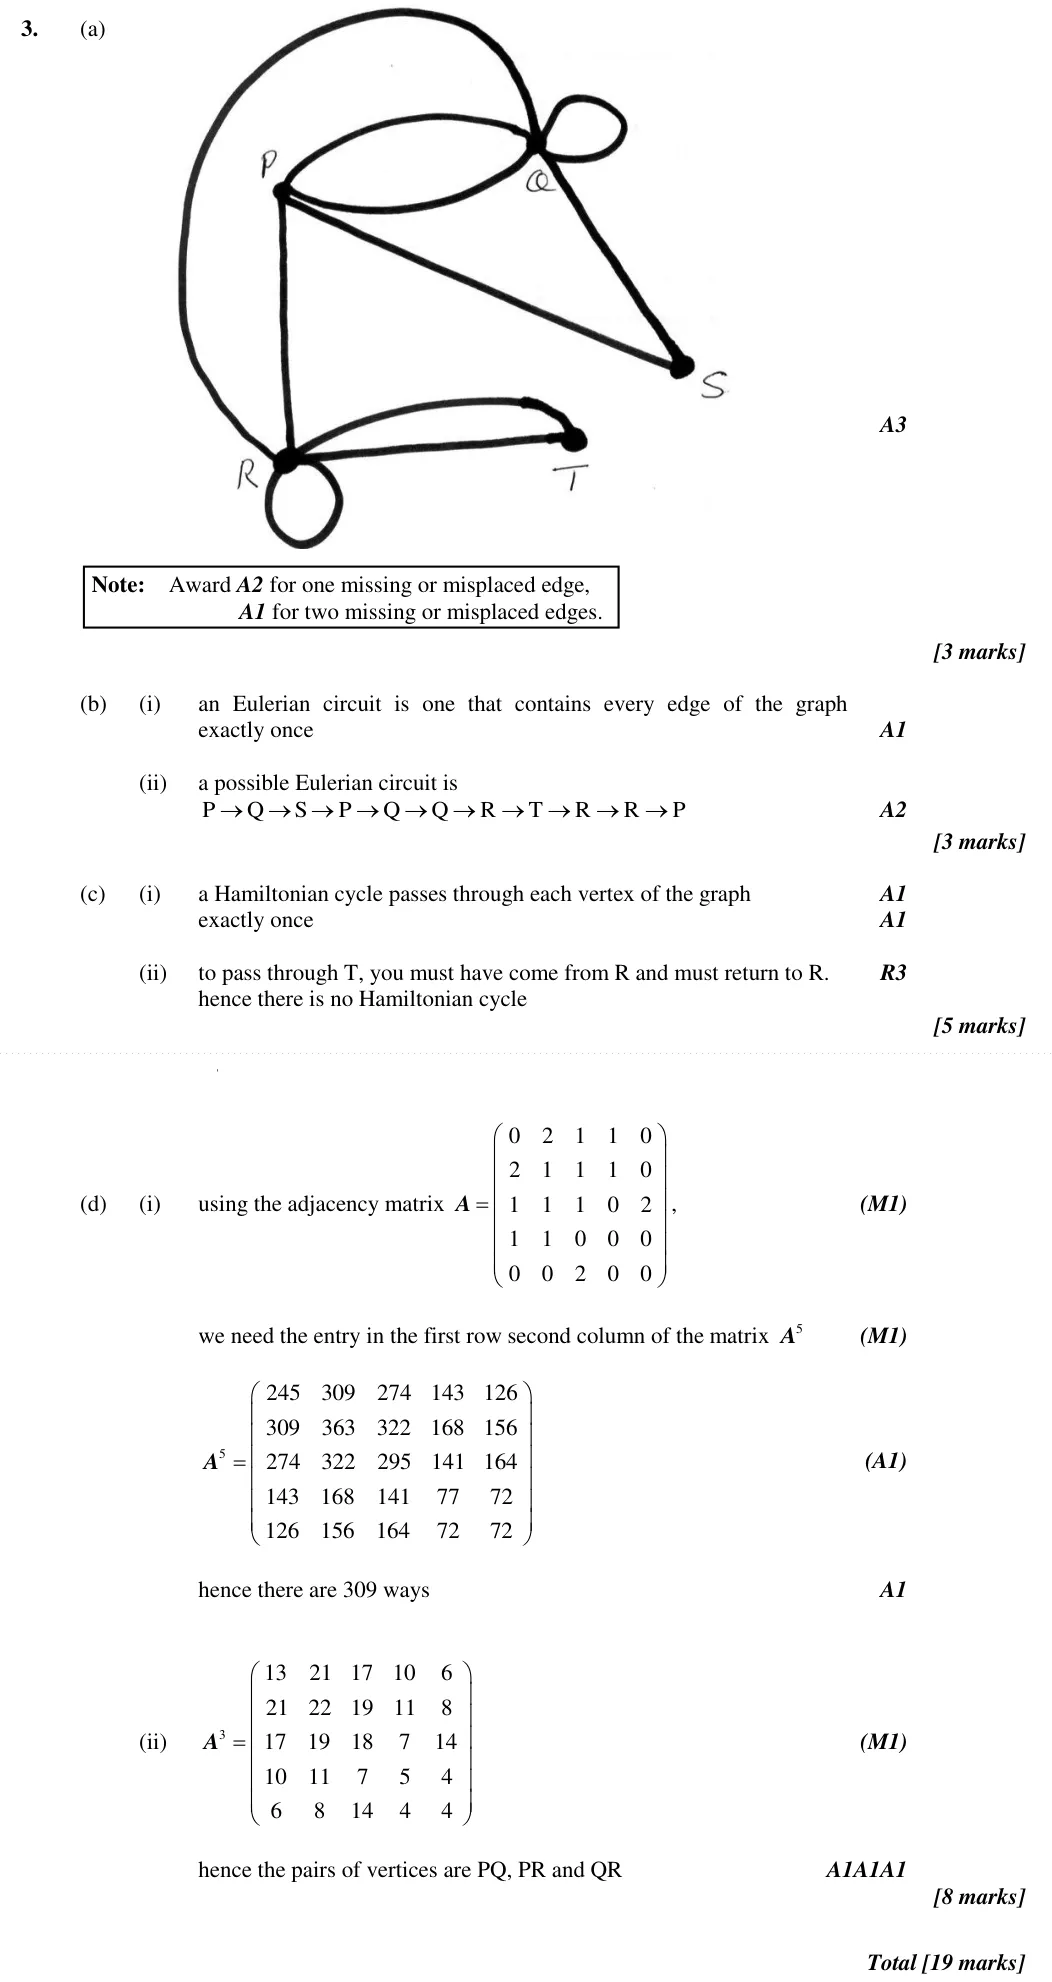 3. (a)
P
Q
S
A3
R
T
Note: Award A2 for one missing or misplaced edge,
A1 for two missing or misplaced edges.
[3 marks]
(b) (i) an Eulerian circuit is one that contains every edge of the graph
exactly once A1
(ii) a possible Eulerian circuit is
P → Q → S → P → Q → Q → R → T → R → R → P A2
[3 marks]
(c) (i) a Hamiltonian cycle passes through each vertex of the graph A1
exactly once A1
(ii) to pass through T, you must have come from R and must return to R. R3
hence there is no Hamiltonian cycle
[5 marks]
0 2 1 1 0
2 1 1 1 0
(d) (i) using the adjacency matrix A = 1 1 1 0 2 , (M1)
1 1 0 0 0
0 0 2 0 0
we need the entry in the first row second column of the matrix A⁵ (M1)
245 309 274 143 126
309 363 322 168 156
A⁵ = 274 322 295 141 164 (A1)
143 168 141 77 72
126 156 164 72 72
hence there are 309 ways A1
13 21 17 10 6
21 22 19 11 8
(ii) A³ = 17 19 18 7 14 (M1)
10 11 7 5 4
6 8 14 4 4
hence the pairs of vertices are PQ, PR and QR A1A1A1
[8 marks]
Total [19 marks]